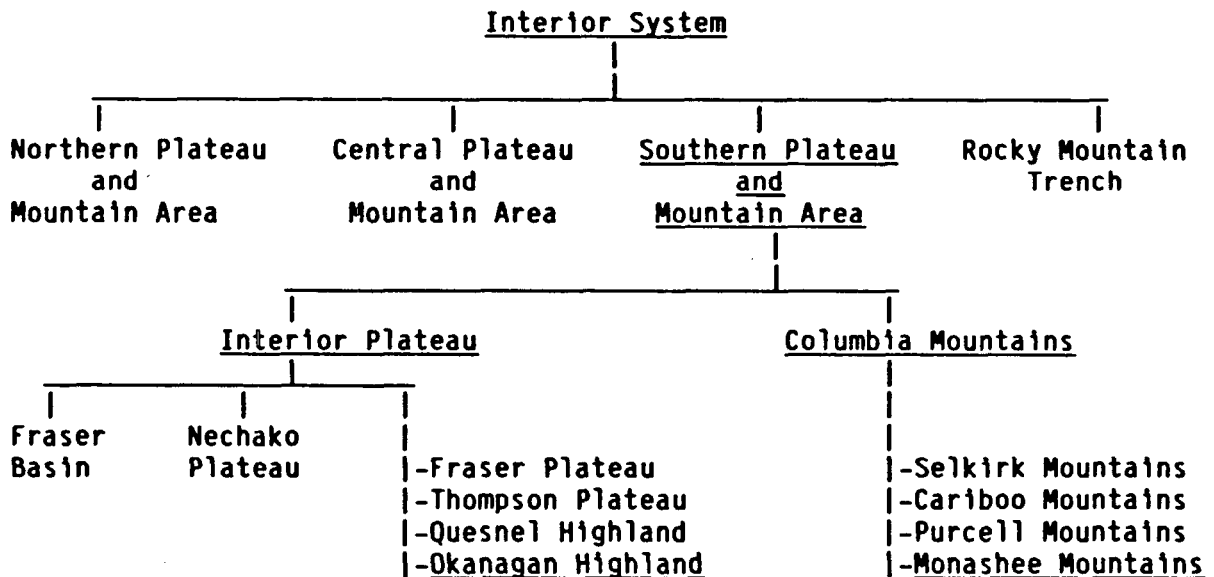 Interior System
Northern Plateau and Mountain Area
Central Plateau and Mountain Area
Southern Plateau and Mountain Area
Rocky Mountain Trench
Interior Plateau
Columbia Mountains
Fraser Basin
Nechako Plateau
-Fraser Plateau
-Thompson Plateau
-Quesnel Highland
-Okanagan Highland
-Selkirk Mountains
-Cariboo Mountains
-Purcell Mountains
-Monashee Mountains